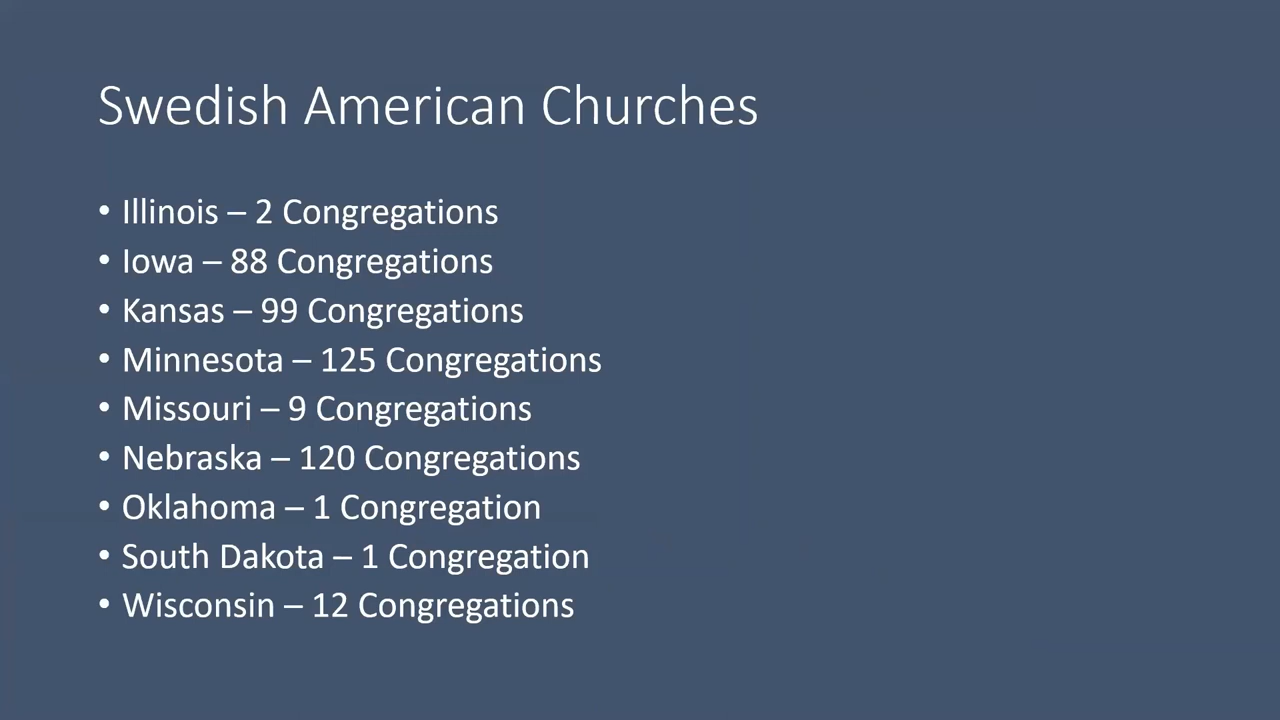 Swedish American Churches
• Illinois – 2 Congregations
• Iowa – 88 Congregations
• Kansas – 99 Congregations
• Minnesota – 125 Congregations
• Missouri – 9 Congregations
• Nebraska – 120 Congregations
• Oklahoma – 1 Congregation
• South Dakota – 1 Congregation
• Wisconsin – 12 Congregations